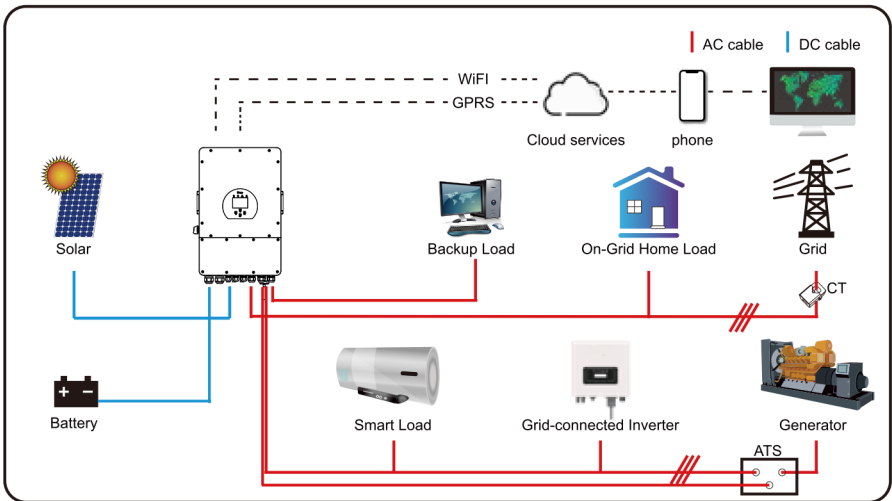 AC cable
DC cable
WiFI
GPRS
Cloud services
phone
Solar
Backup Load
On-Grid Home Load
Grid
CT
Battery
Smart Load
Grid-connected Inverter
Generator
ATS